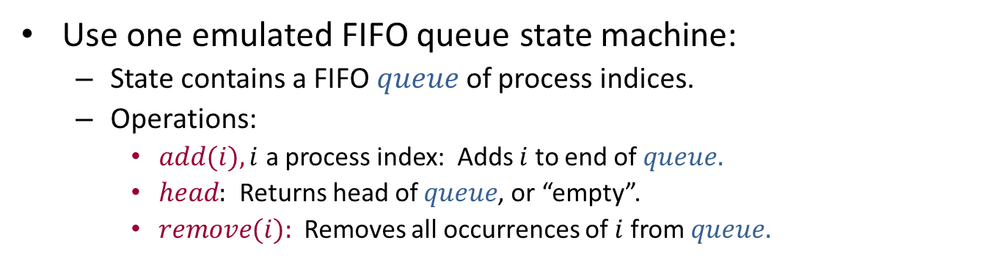 • Use one emulated FIFO queue state machine:
– State contains a FIFO queue of process indices.
– Operations:
• add(i), i a process index: Adds i to end of queue.
• head: Returns head of queue, or “empty”.
• remove(i): Removes all occurrences of i from queue.